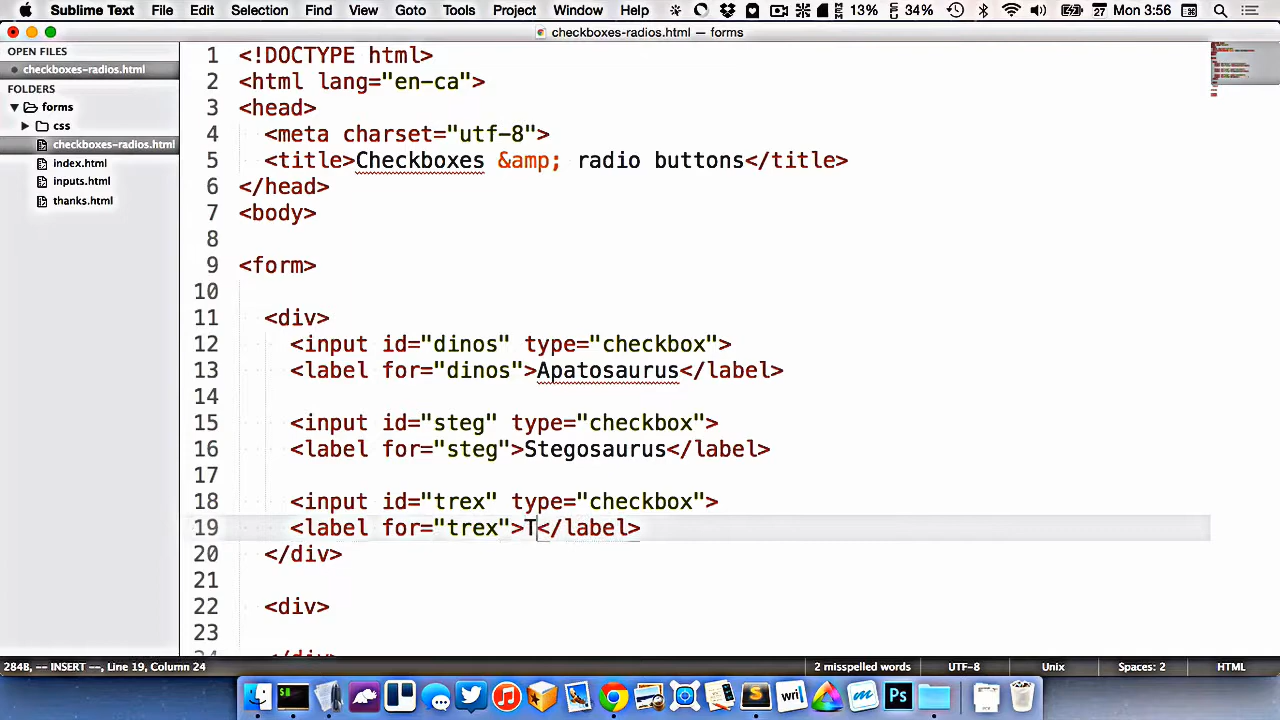 Sublime Text File Edit Selection Find View Goto Tools Project Window Help 13% 34% 27 Mon 3:56
checkboxes-radios.html — forms
OPEN FILES
checkboxes-radios.html
FOLDERS
forms
css
checkboxes-radios.html
index.html
inputs.html
thanks.html
1 <!DOCTYPE html>
2 <html lang="en-ca">
3 <head>
4 <meta charset="utf-8">
5 <title>Checkboxes &amp; radio buttons</title>
6 </head>
7 <body>
8
9 <form>
10
11 <div>
12 <input id="dinos" type="checkbox">
13 <label for="dinos">Apatosaurus</label>
14
15 <input id="steg" type="checkbox">
16 <label for="steg">Stegosaurus</label>
17
18 <input id="trex" type="checkbox">
19 <label for="trex">T</label>
20 </div>
21
22 <div>
23
24 </div>
284B, -- INSERT --, Line 19, Column 24 2 misspelled words UTF-8 Unix Spaces: 2 HTML
wri Ps